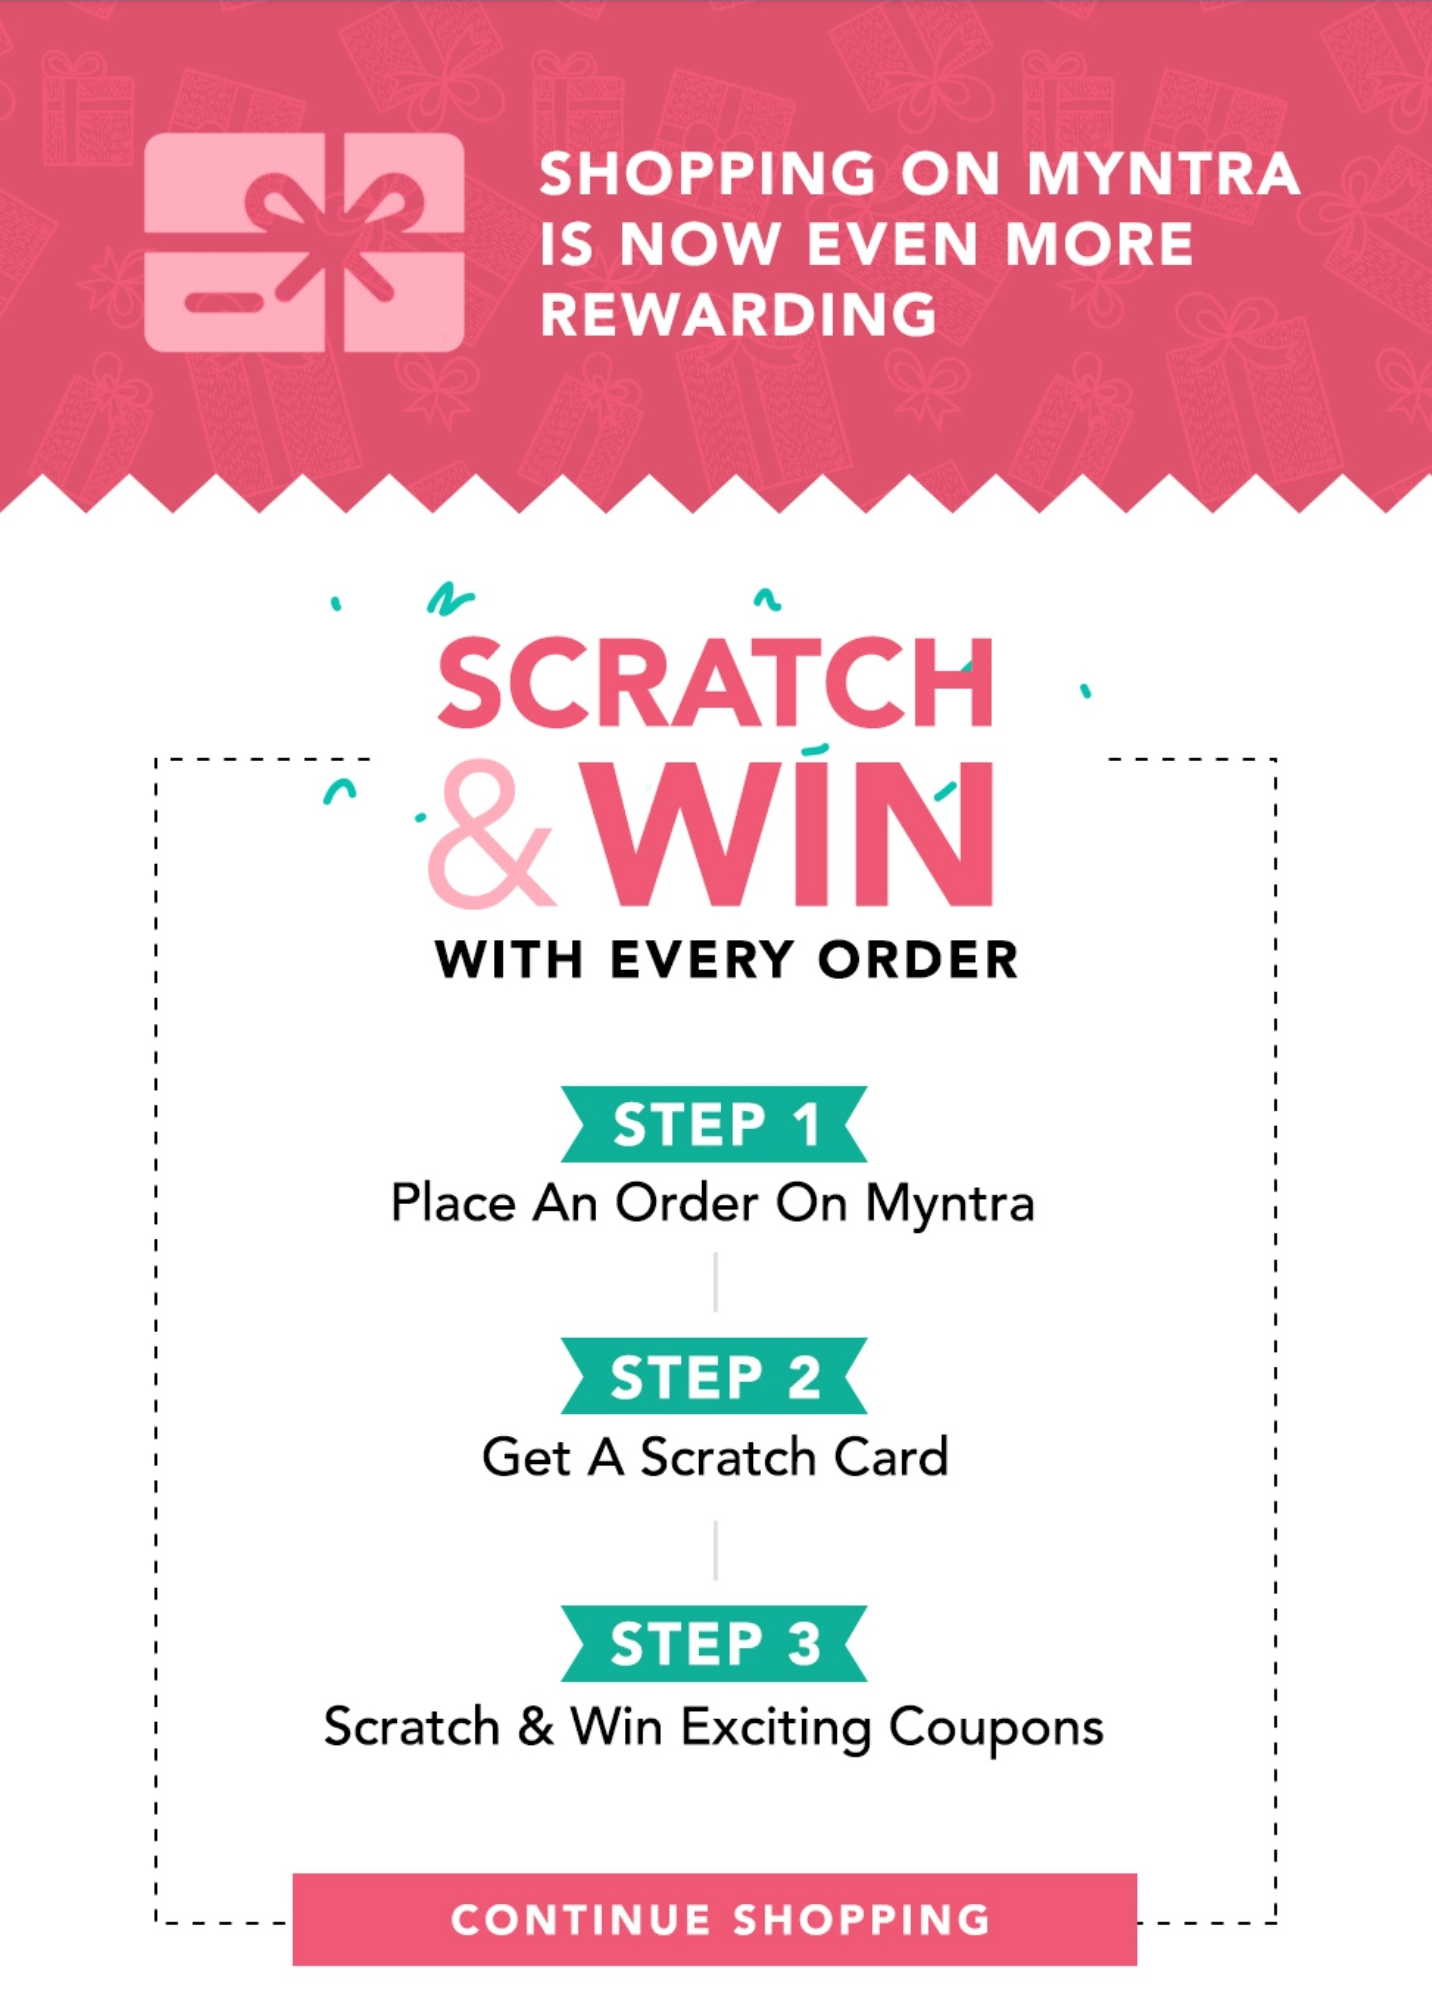 SHOPPING ON MYNTRA
IS NOW EVEN MORE
REWARDING
SCRATCH
& WIN
WITH EVERY ORDER
STEP 1
Place An Order On Myntra
STEP 2
Get A Scratch Card
STEP 3
Scratch & Win Exciting Coupons
CONTINUE SHOPPING